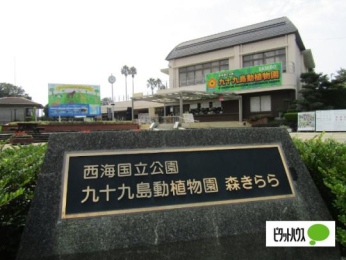 九十九島動植物園
西海国立公園
九十九島動植物園 森きらら
ピタットハウス